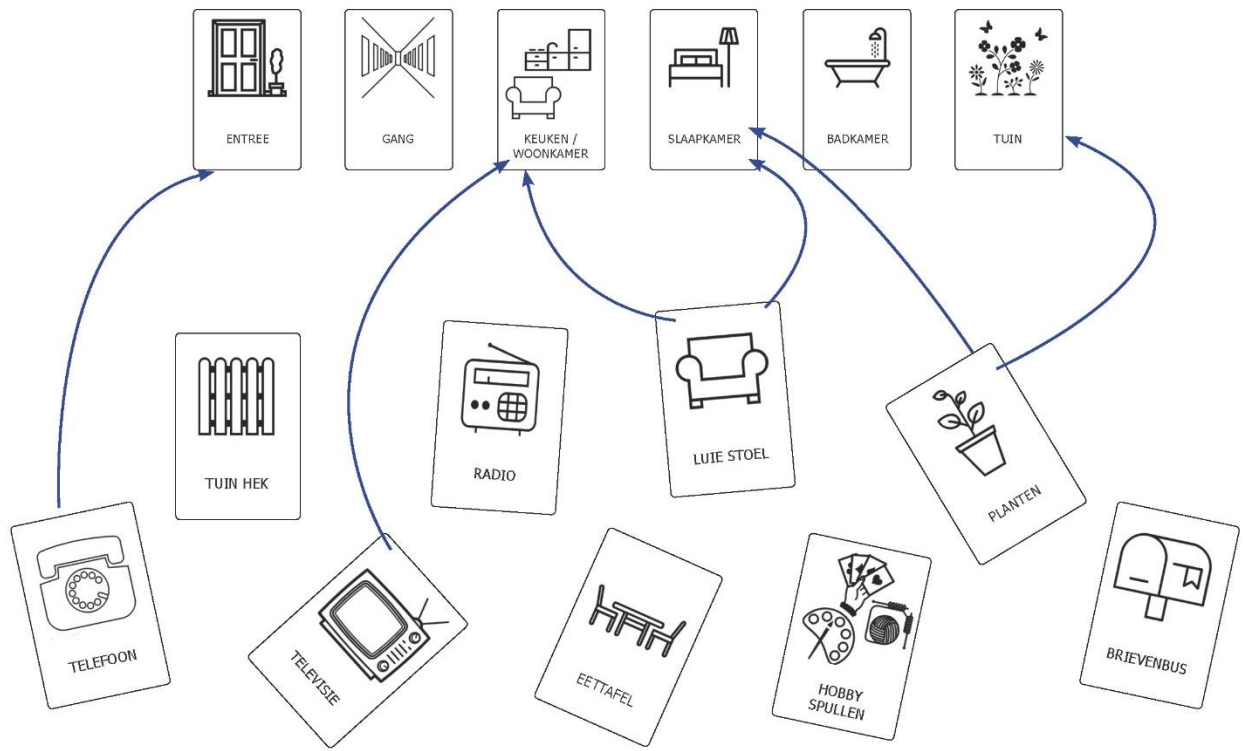 ENTREE
GANG
KEUKEN /
WOONKAMER
SLAAPKAMER
BADKAMER
TUIN
TUIN HEK
RADIO
LUIE STOEL
PLANTEN
TELEFOON
TELEVISIE
EETTAFEL
HOBBY
SPULLEN
BRIEVENBUS